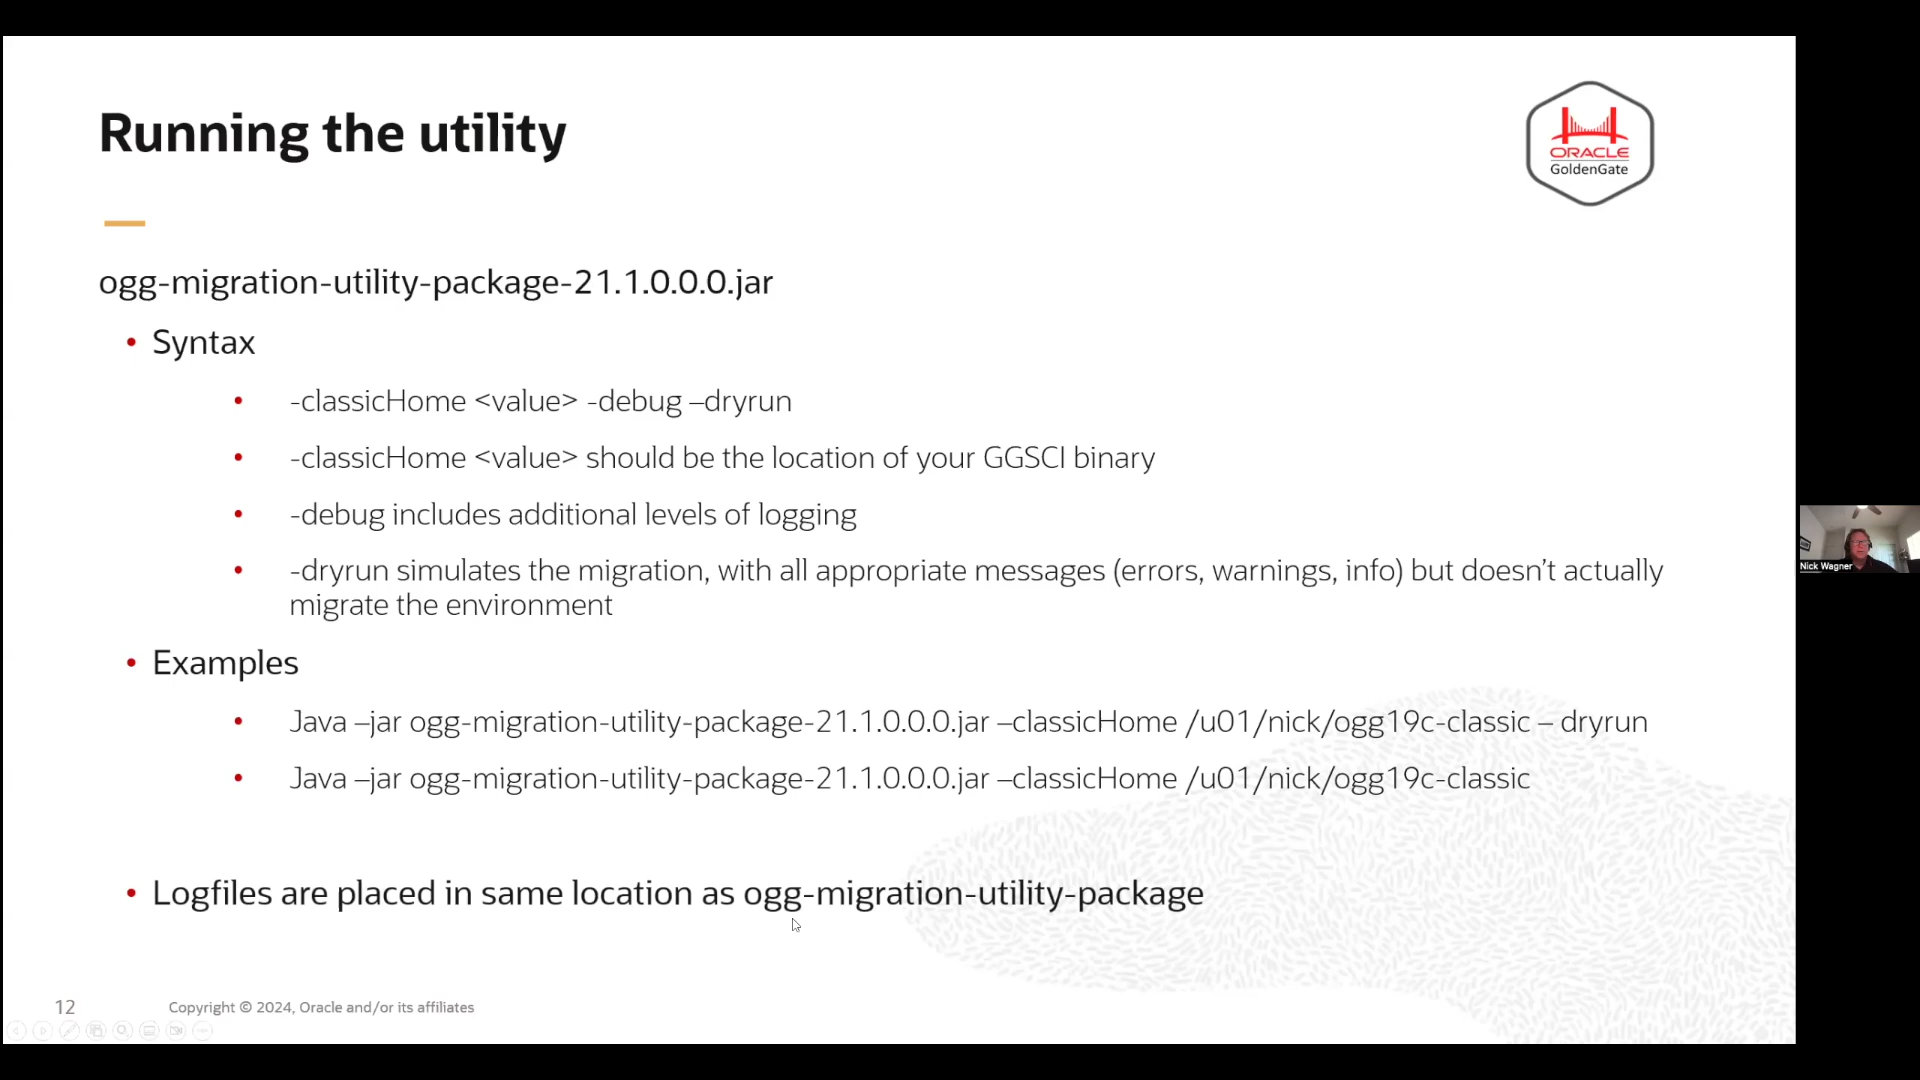 Running the utility
ORACLE
GoldenGate
ogg-migration-utility-package-21.1.0.0.0.jar
• Syntax
• -classicHome <value> -debug –dryrun
• -classicHome <value> should be the location of your GGSCI binary
• -debug includes additional levels of logging
• -dryrun simulates the migration, with all appropriate messages (errors, warnings, info) but doesn’t actually
migrate the environment
• Examples
• Java –jar ogg-migration-utility-package-21.1.0.0.0.jar –classicHome /u01/nick/ogg19c-classic – dryrun
• Java –jar ogg-migration-utility-package-21.1.0.0.0.jar –classicHome /u01/nick/ogg19c-classic
• Logfiles are placed in same location as ogg-migration-utility-package
12
Copyright © 2024, Oracle and/or its affiliates
Nick Wagner